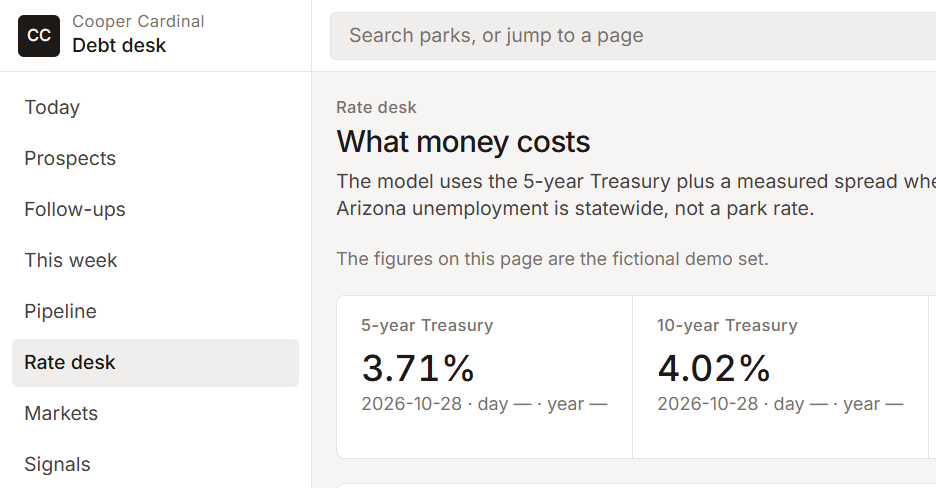 CC
Cooper Cardinal
Debt desk
Search parks, or jump to a page
Today
Prospects
Follow-ups
This week
Pipeline
Rate desk
Markets
Signals
Rate desk
What money costs
The model uses the 5-year Treasury plus a measured spread
Arizona unemployment is statewide, not a park rate.
The figures on this page are the fictional demo set.
5-year Treasury
3.71%
2026-10-28 · day — · year —
10-year Treasury
4.02%
2026-10-28 · day — · year —